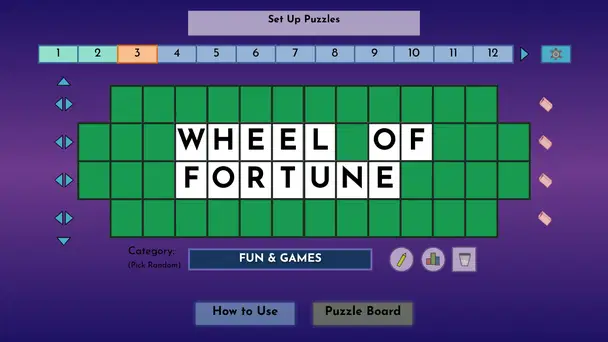 Set Up Puzzles
1 2 3 4 5 6 7 8 9 10 11 12
WHEEL OF
FORTUNE
Category:
(Pick Random)
FUN & GAMES
How to Use
Puzzle Board